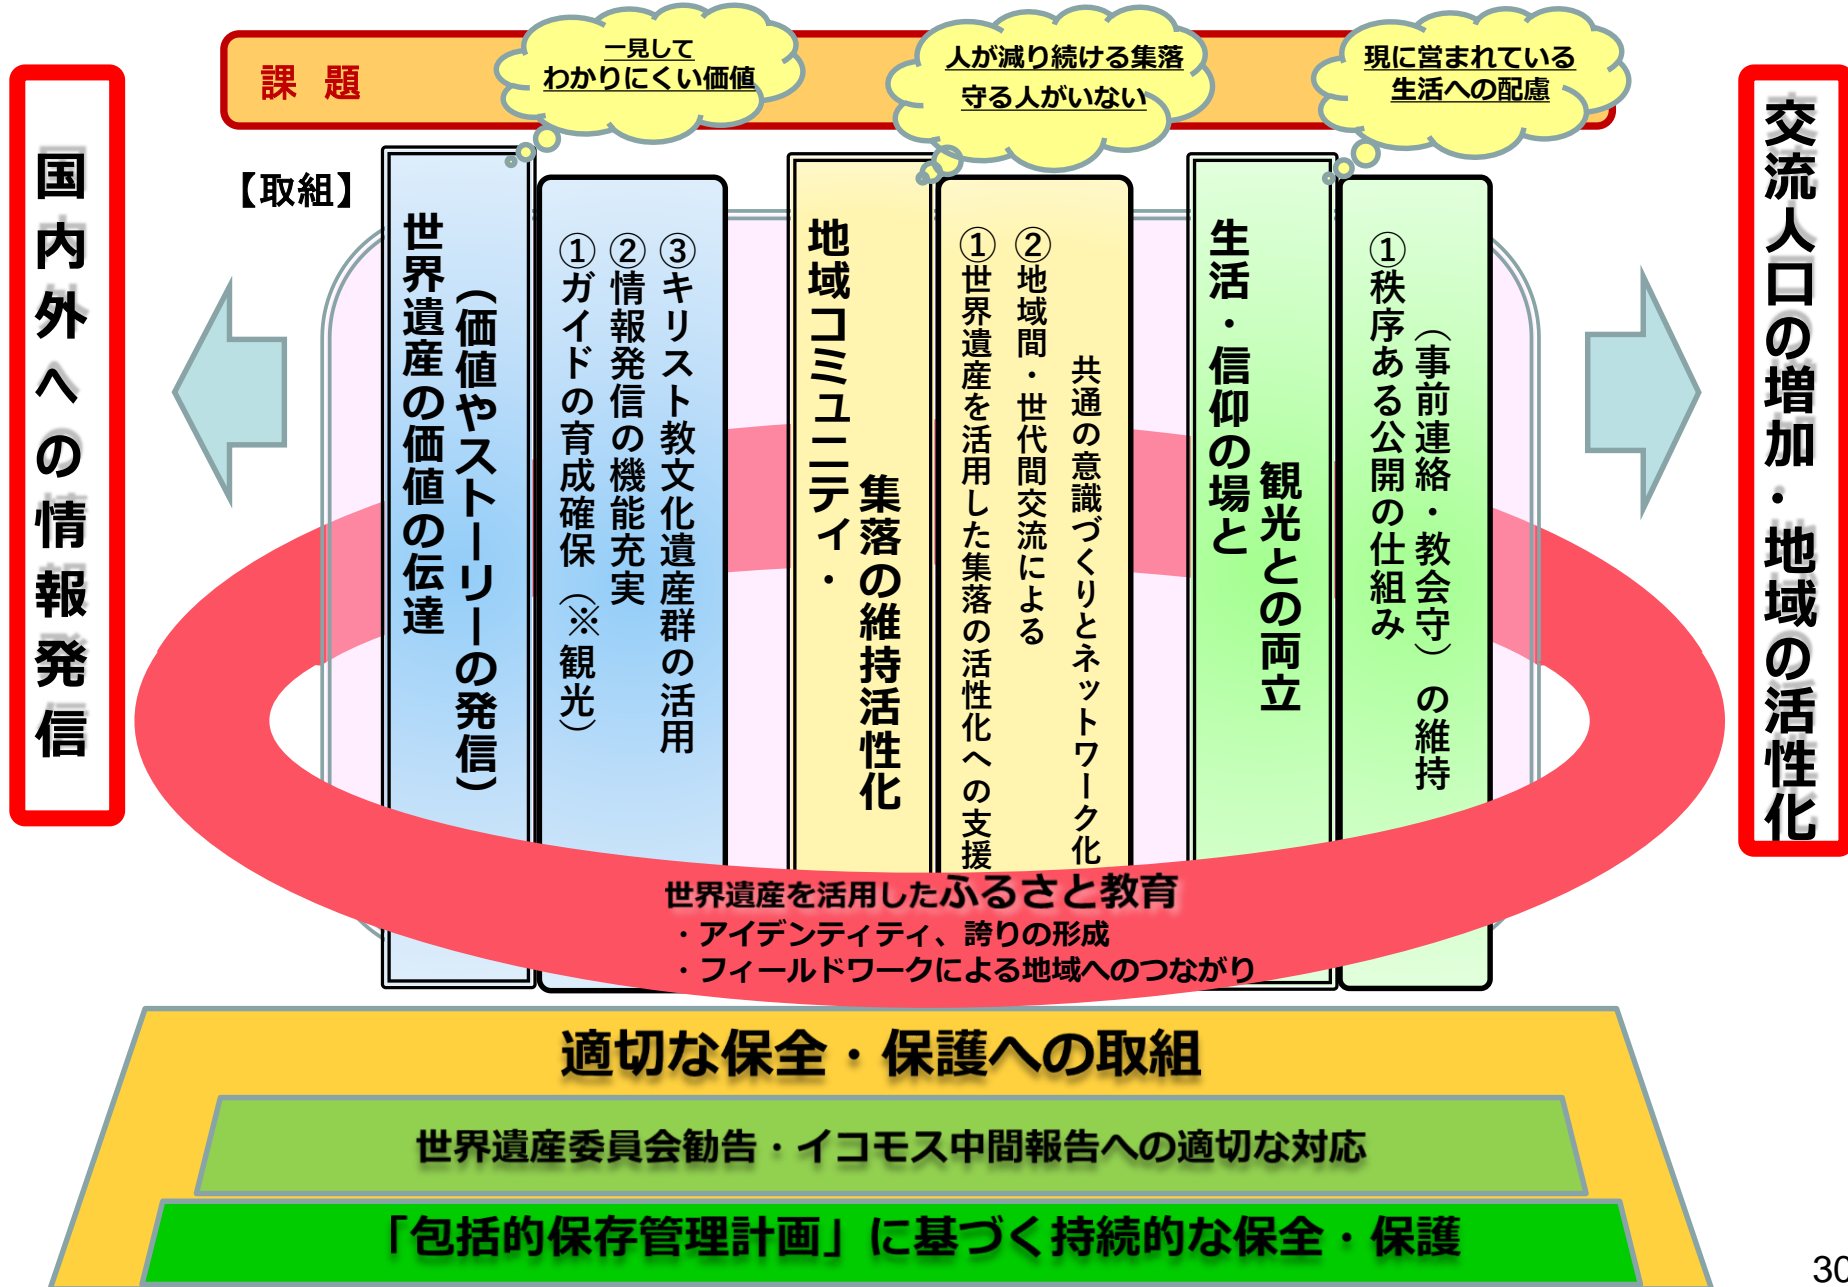 課 題
一見して
わかりにくい価値
人が減り続ける集落
守る人がいない
現に営まれている
生活への配慮
国内外への情報発信
【取組】
世界遺産の価値の伝達
(価値やストーリーの発信)
①ガイドの育成確保(※観光)
②情報発信の機能充実
③キリスト教文化遺産群の活用
地域コミュニティ・
集落の維持活性化
①世界遺産を活用した集落の活性化への支援
②地域間・世代間交流による
共通の意識づくりとネットワーク化
生活・信仰の場と
観光との両立
①秩序ある公開の仕組み
(事前連絡・教会守)の維持
交流人口の増加・地域の活性化
世界遺産を活用したふるさと教育
・アイデンティティ、誇りの形成
・フィールドワークによる地域へのつながり
適切な保全・保護への取組
世界遺産委員会勧告・イコモス中間報告への適切な対応
「包括的保存管理計画」に基づく持続的な保全・保護
30